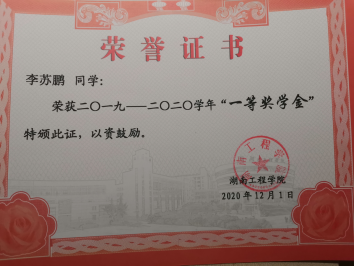 荣誉证书
李苏鹏 同学：
荣获二〇一九——二〇二〇学年“一等奖学金”
特颁此证，以资鼓励。
湖南工程学院
2020年12月1日